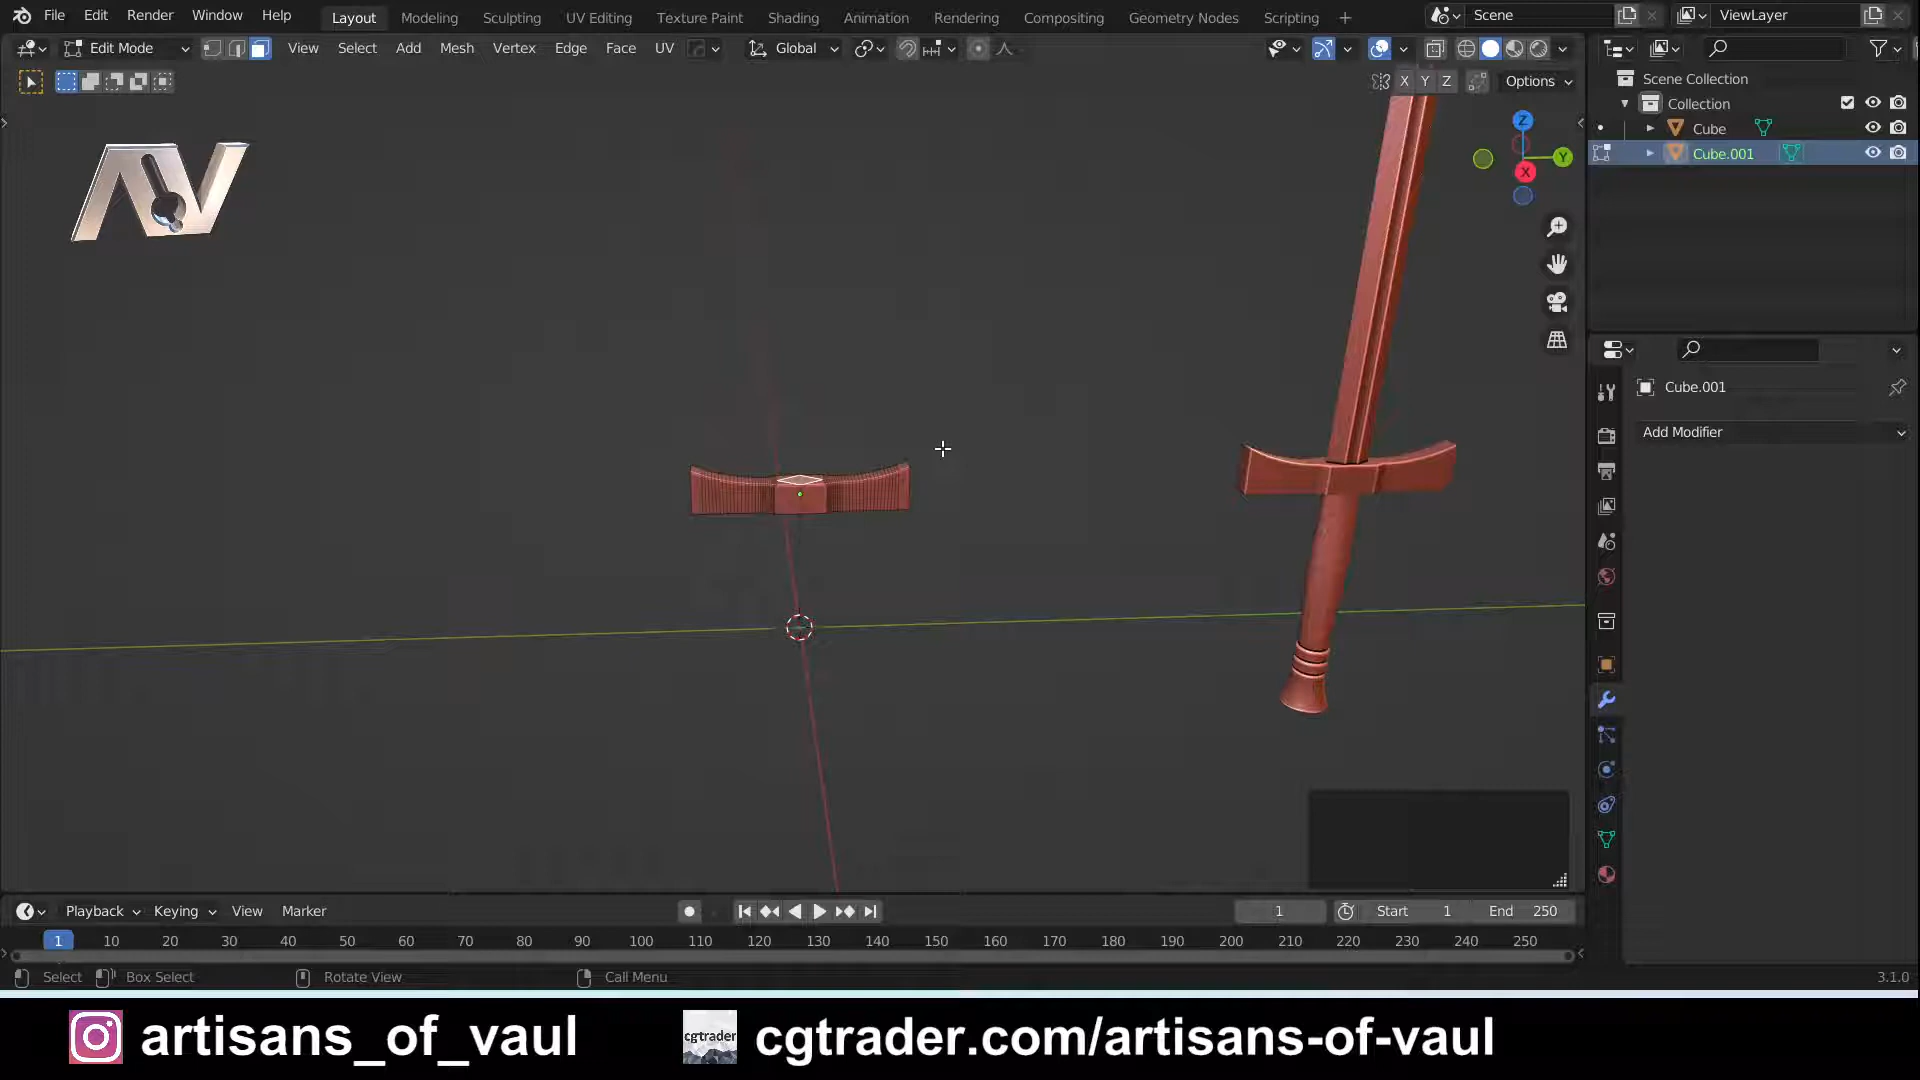 File Edit Render Window Help Layout Modeling Sculpting UV Editing Texture Paint Shading Animation Rendering Compositing Geometry Nodes Scripting + Scene ViewLayer
Edit Mode View Select Add Mesh Vertex Edge Face UV Global
X Y Z Options
Scene Collection
Collection
Cube
Cube.001
Z
Y
X
AV
Cube.001
Add Modifier
Playback Keying View Marker 1 Start 1 End 250
1 10 20 30 40 50 60 70 80 90 100 110 120 130 140 150 160 170 180 190 200 210 220 230 240 250
Select Box Select Rotate View Call Menu 3.1.0
artisans_of_vaul cgtrader cgtrader.com/artisans-of-vaul